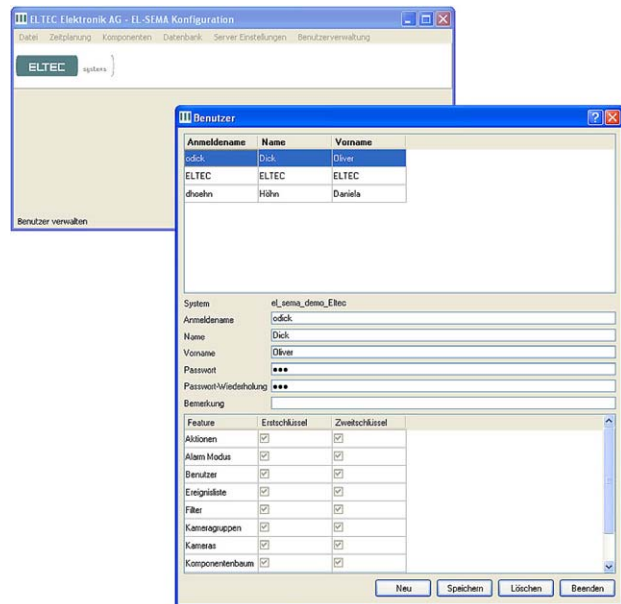 ELTEC Elektronik AG - EL-SEMA Konfiguration
Datei Zeitplanung Komponenten Datenbank Server Einstellungen Benutzerverwaltung
ELTEC systems
Benutzer verwalten
Benutzer
Anmeldename Name Vorname
odick Dick Oliver
ELTEC ELTEC ELTEC
dhoehn Höhn Daniela
System el_sema_demo_Eltec
Anmeldename odick
Name Dick
Vorname Oliver
Passwort •••
Passwort-Wiederholung •••
Bemerkung
Feature Erstschlüssel Zweitschlüssel
Aktionen
Alarm Modus
Benutzer
Ereignisliste
Filter
Kameragruppen
Kameras
Komponentenbaum
Neu Speichern Löschen Beenden